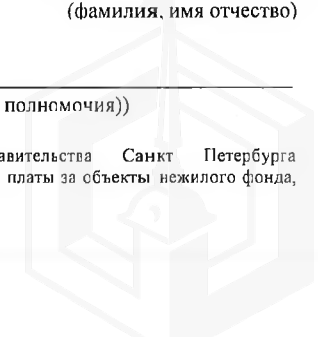 (фамилия, имя отчество)
полномочия))
авительства Санкт Петербурга
платы за объекты нежилого фонда,